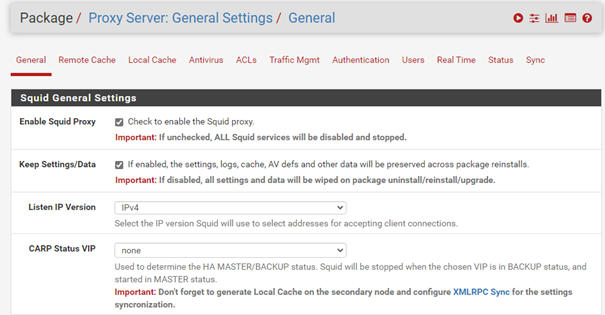 Package / Proxy Server: General Settings / General
General Remote Cache Local Cache Antivirus ACLs Traffic Mgmt Authentication Users Real Time Status Sync
Squid General Settings
Enable Squid Proxy Check to enable the Squid proxy.
Important: If unchecked, ALL Squid services will be disabled and stopped.
Keep Settings/Data If enabled, the settings, logs, cache, AV defs and other data will be preserved across package reinstalls.
Important: If disabled, all settings and data will be wiped on package uninstall/reinstall/upgrade.
Listen IP Version IPv4
Select the IP version Squid will use to select addresses for accepting client connections.
CARP Status VIP none
Used to determine the HA MASTER/BACKUP status. Squid will be stopped when the chosen VIP is in BACKUP status, and
started in MASTER status.
Important: Don't forget to generate Local Cache on the secondary node and configure XMLRPC Sync for the settings
syncronization.